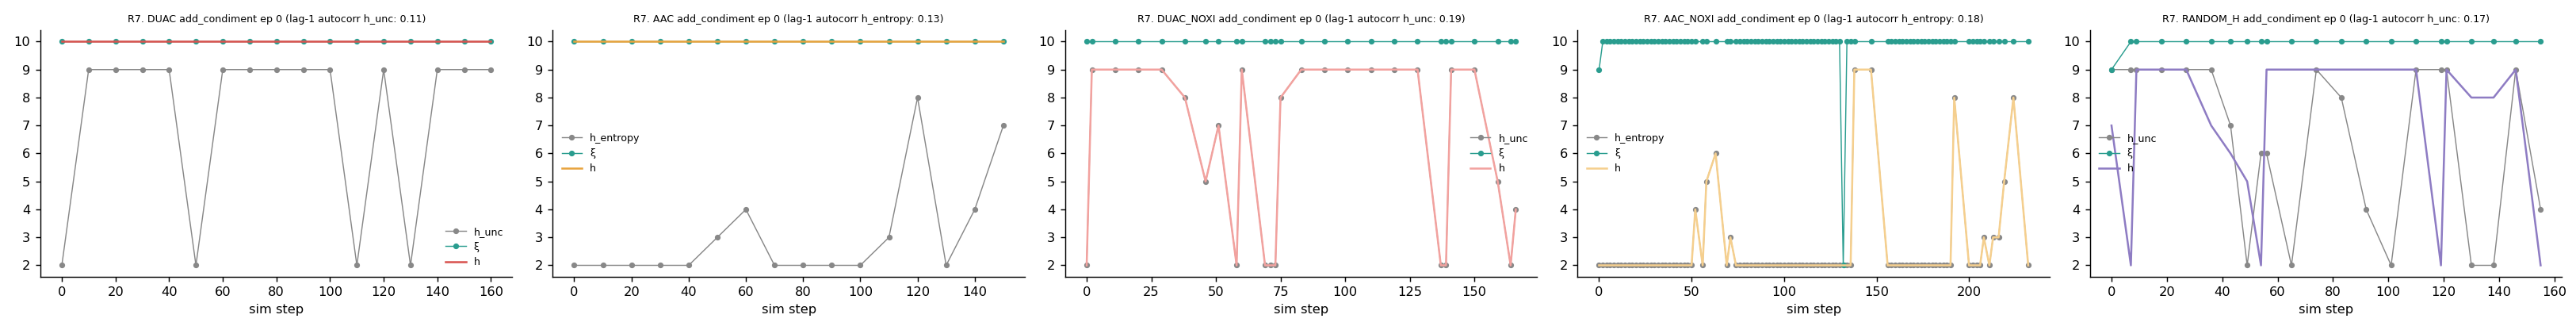 R7. DUAC add_condiment ep 0 (lag-1 autocorr h_unc: 0.11)
10
9
8
7
6
5
4
3
2
h_unc
ξ
h
0 20 40 60 80 100 120 140 160
sim step
R7. AAC add_condiment ep 0 (lag-1 autocorr h_entropy: 0.13)
10
9
8
7
6
5
4
3
2
h_entropy
ξ
h
0 20 40 60 80 100 120 140
sim step
R7. DUAC_NOXI add_condiment ep 0 (lag-1 autocorr h_unc: 0.19)
10
9
8
7
6
5
4
3
2
h_unc
ξ
h
0 25 50 75 100 125 150
sim step
R7. AAC_NOXI add_condiment ep 0 (lag-1 autocorr h_entropy: 0.18)
10
9
8
7
6
5
4
3
2
h_entropy
ξ
h
0 50 100 150 200
sim step
R7. RANDOM_H add_condiment ep 0 (lag-1 autocorr h_unc: 0.17)
10
9
8
7
6
5
4
3
2
h_unc
ξ
h
0 20 40 60 80 100 120 140 160
sim step